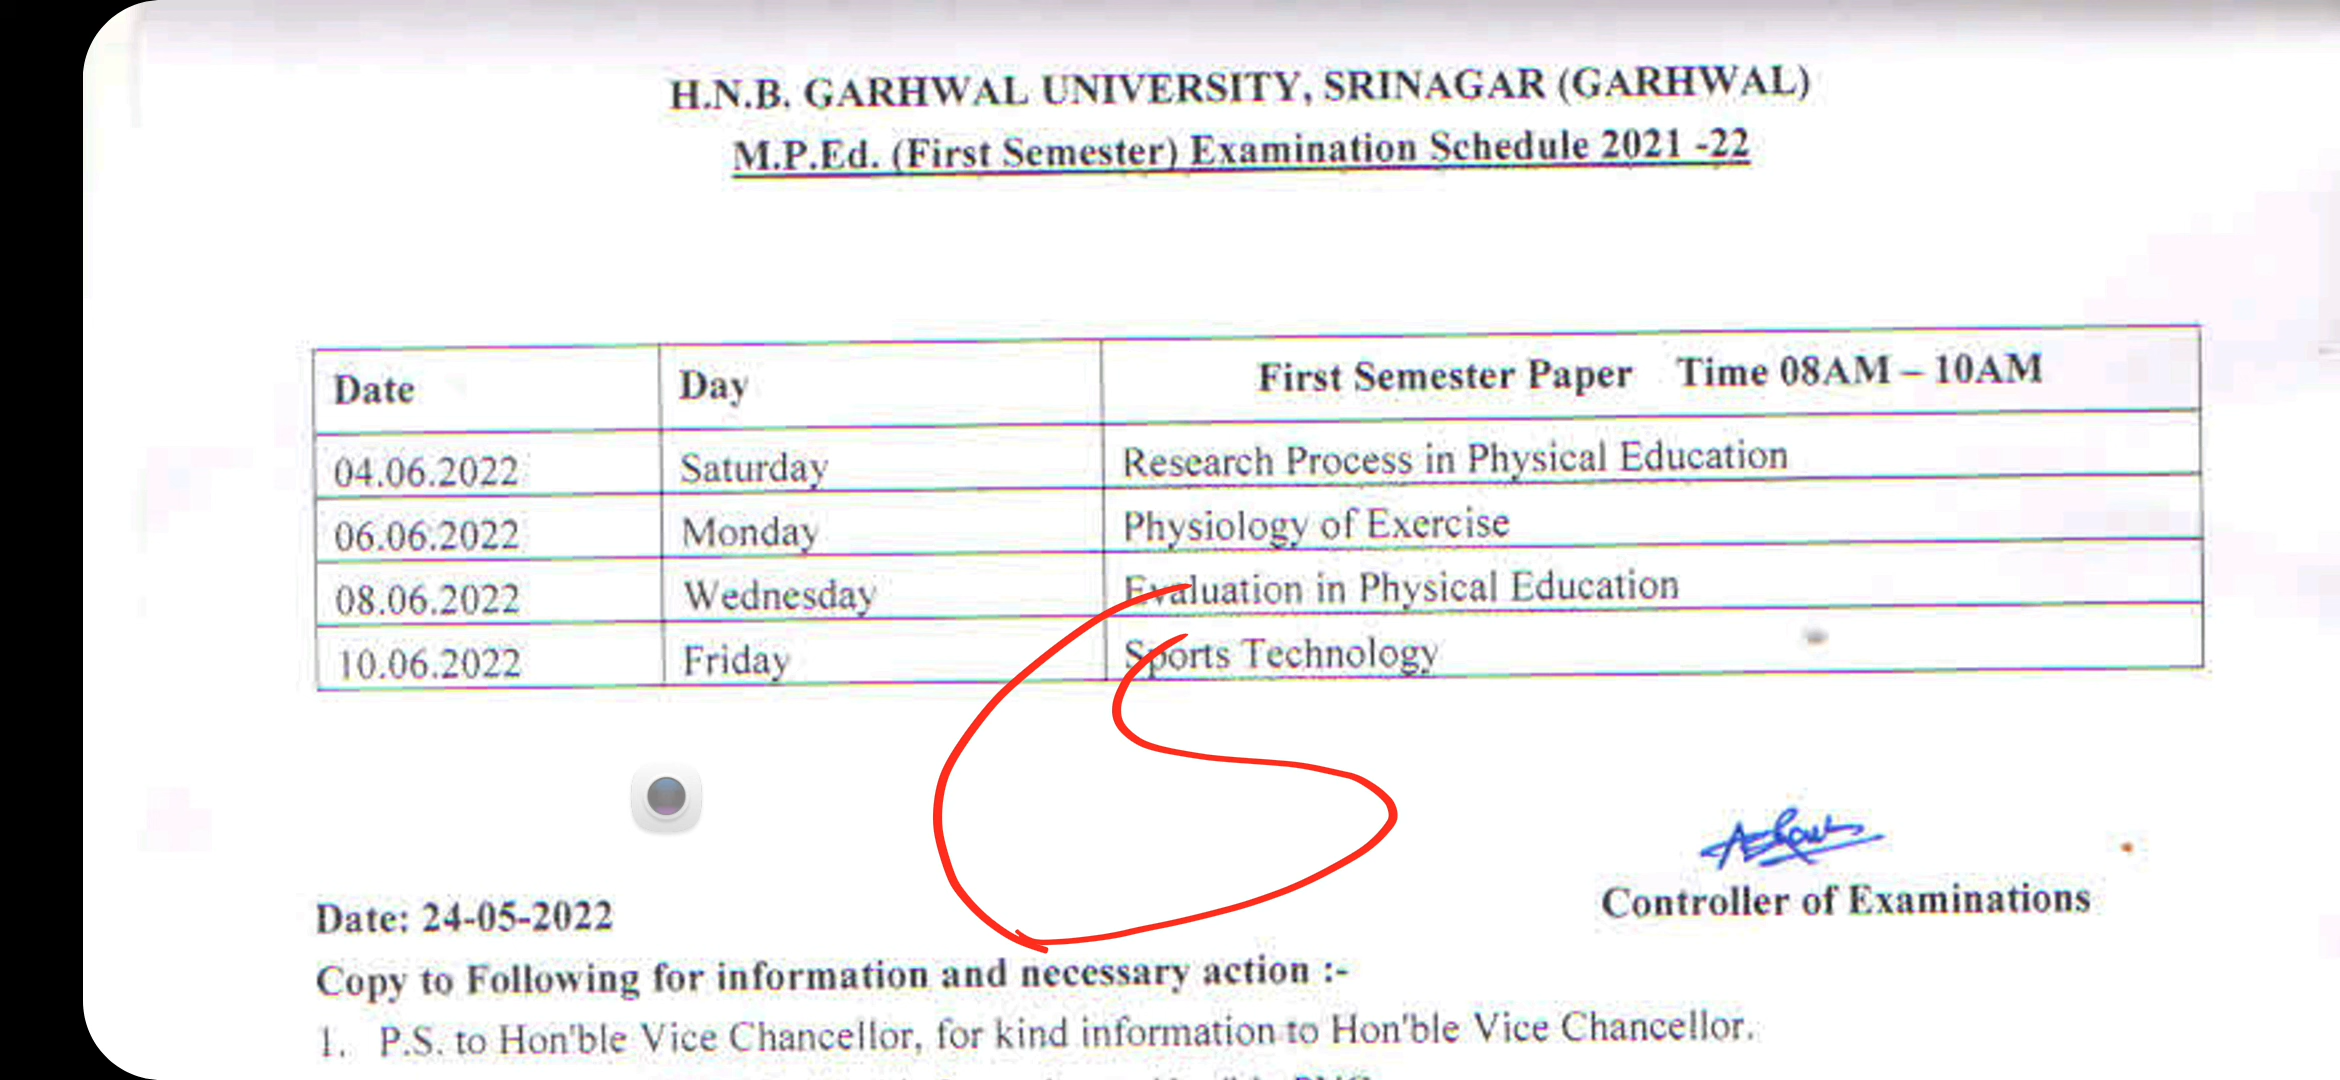 H.N.B. GARHWAL UNIVERSITY, SRINAGAR (GARHWAL)
M.P.Ed. (First Semester) Examination Schedule 2021 -22
Date Day First Semester Paper Time 08AM – 10AM
04.06.2022 Saturday Research Process in Physical Education
06.06.2022 Monday Physiology of Exercise
08.06.2022 Wednesday Evaluation in Physical Education
10.06.2022 Friday Sports Technology
Controller of Examinations
Date: 24-05-2022
Copy to Following for information and necessary action :-
1. P.S. to Hon'ble Vice Chancellor, for kind information to Hon'ble Vice Chancellor.